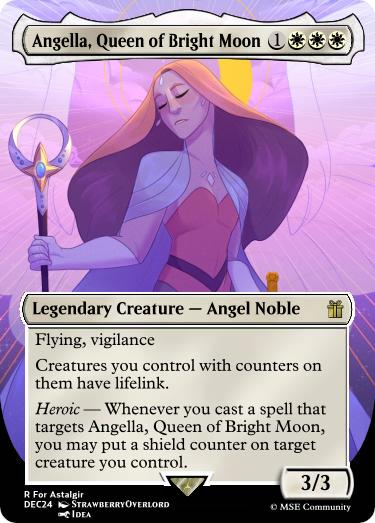 Angella, Queen of Bright Moon 1
Legendary Creature — Angel Noble
Flying, vigilance
Creatures you control with counters on
them have lifelink.
Heroic — Whenever you cast a spell that
targets Angella, Queen of Bright Moon,
you may put a shield counter on target
creature you control.
3/3
R For Astalgir
DEC24 StrawberryOverlord
Idea
© MSE Community